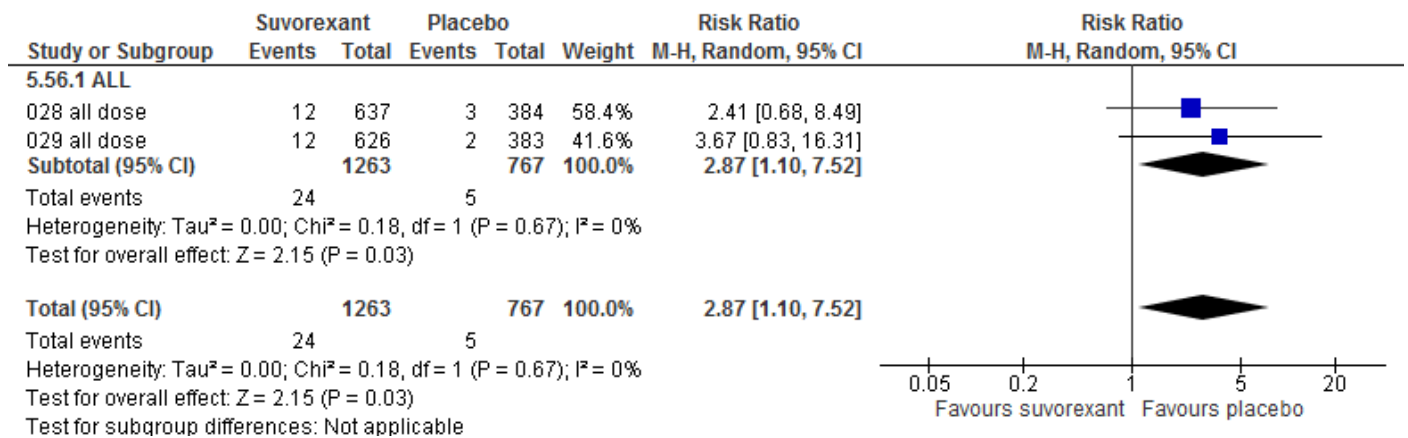 Suvorexant Placebo Risk Ratio Risk Ratio
Study or Subgroup Events Total Events Total Weight M-H, Random, 95% CI M-H, Random, 95% CI
5.56.1 ALL
028 all dose 12 637 3 384 58.4% 2.41 [0.68, 8.49]
029 all dose 12 626 2 383 41.6% 3.67 [0.83, 16.31]
Subtotal (95% CI) 1263 767 100.0% 2.87 [1.10, 7.52]
Total events 24 5
Heterogeneity: Tau² = 0.00; Chi² = 0.18, df = 1 (P = 0.67); I² = 0%
Test for overall effect: Z = 2.15 (P = 0.03)
Total (95% CI) 1263 767 100.0% 2.87 [1.10, 7.52]
Total events 24 5
Heterogeneity: Tau² = 0.00; Chi² = 0.18, df = 1 (P = 0.67); I² = 0%
Test for overall effect: Z = 2.15 (P = 0.03)
Test for subgroup differences: Not applicable
0.05 0.2 1 5 20
Favours suvorexant Favours placebo